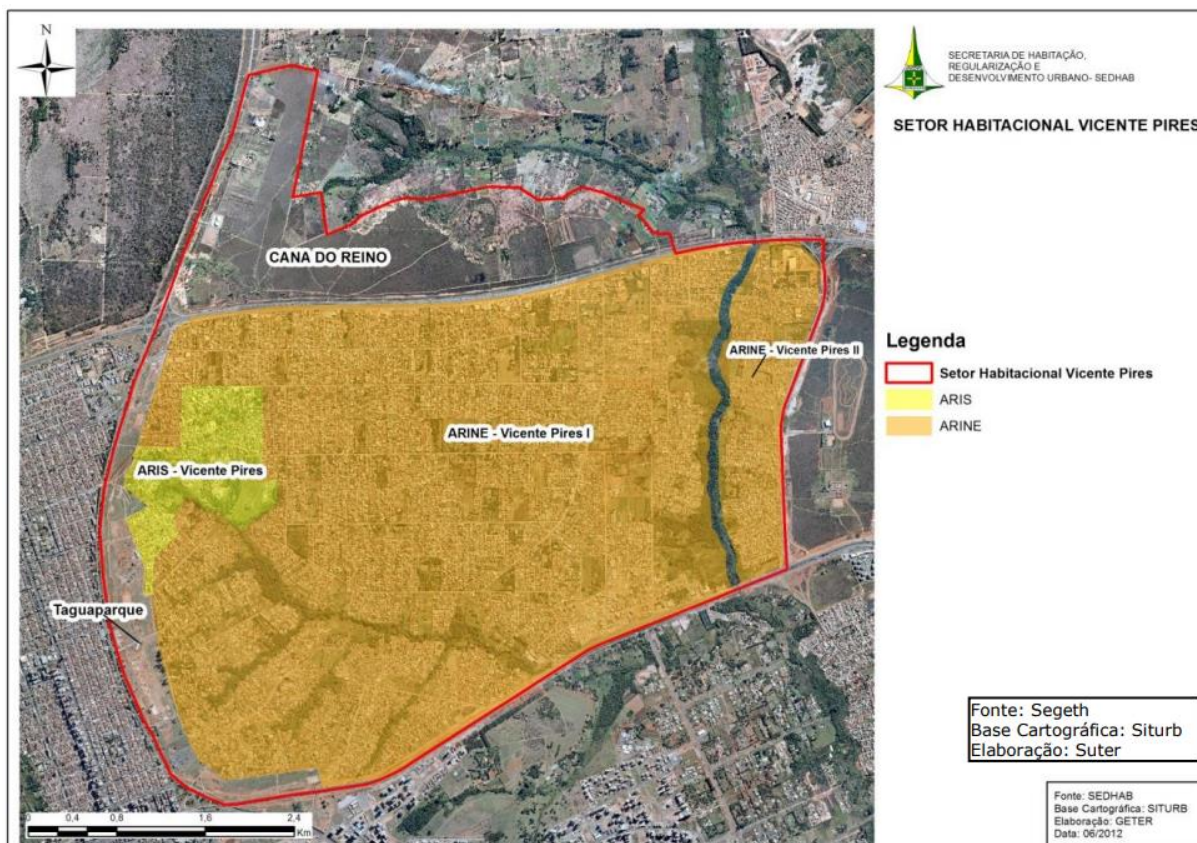 N
SECRETARIA DE HABITAÇÃO,
REGULARIZAÇÃO E
DESENVOLVIMENTO URBANO- SEDHAB
SETOR HABITACIONAL VICENTE PIRES
CANA DO REINO
ARINE - Vicente Pires II
ARINE - Vicente Pires I
ARIS - Vicente Pires
Taguaparque
Legenda
Setor Habitacional Vicente Pires
ARIS
ARINE
Fonte: Segeth
Base Cartográfica: Siturb
Elaboração: Suter
Fonte: SEDHAB
Base Cartográfica: SITURB
Elaboração: GETER
Data: 06/2012
0 0,4 0,8 1,6 2,4
Km